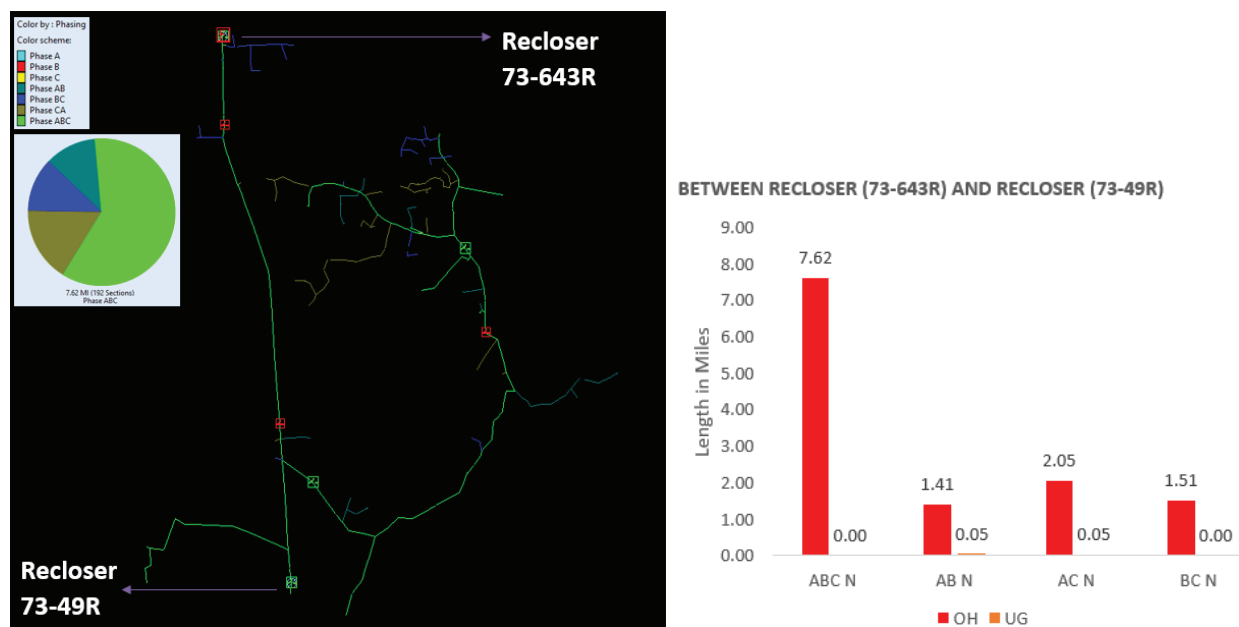 Color by : Phasing
Color scheme:
Phase A
Phase B
Phase C
Phase AB
Phase BC
Phase CA
Phase ABC
7.62 MI (192 Sections)
Phase ABC
Recloser
73-643R
Recloser
73-49R
BETWEEN RECLOSER (73-643R) AND RECLOSER (73-49R)
Length in Miles
9.00
8.00
7.00
6.00
5.00
4.00
3.00
2.00
1.00
0.00
7.62
0.00
1.41
0.05
2.05
0.05
1.51
0.00
ABC N
AB N
AC N
BC N
OH
UG